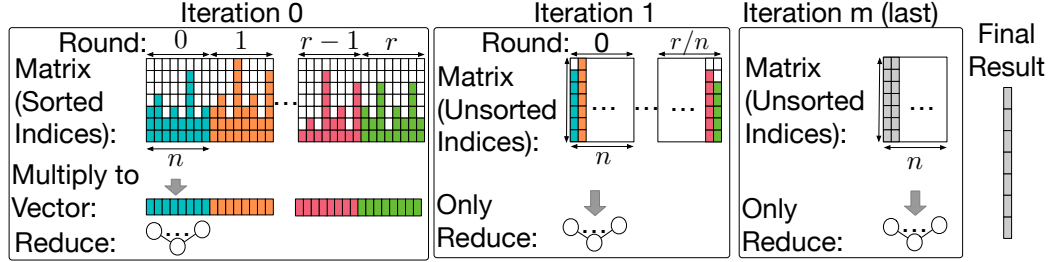 Iteration 0
Iteration 1
Iteration m (last)
Round: 0 1 r − 1 r
Matrix
(Sorted
Indices):
...
n
Multiply to
Vector:
Reduce:
...
Round: 0 r/n
Matrix
(Unsorted
Indices):
... ... ...
n
Only
Reduce:
...
Matrix
(Unsorted
Indices):
...
n
Only
Reduce:
...
Final
Result